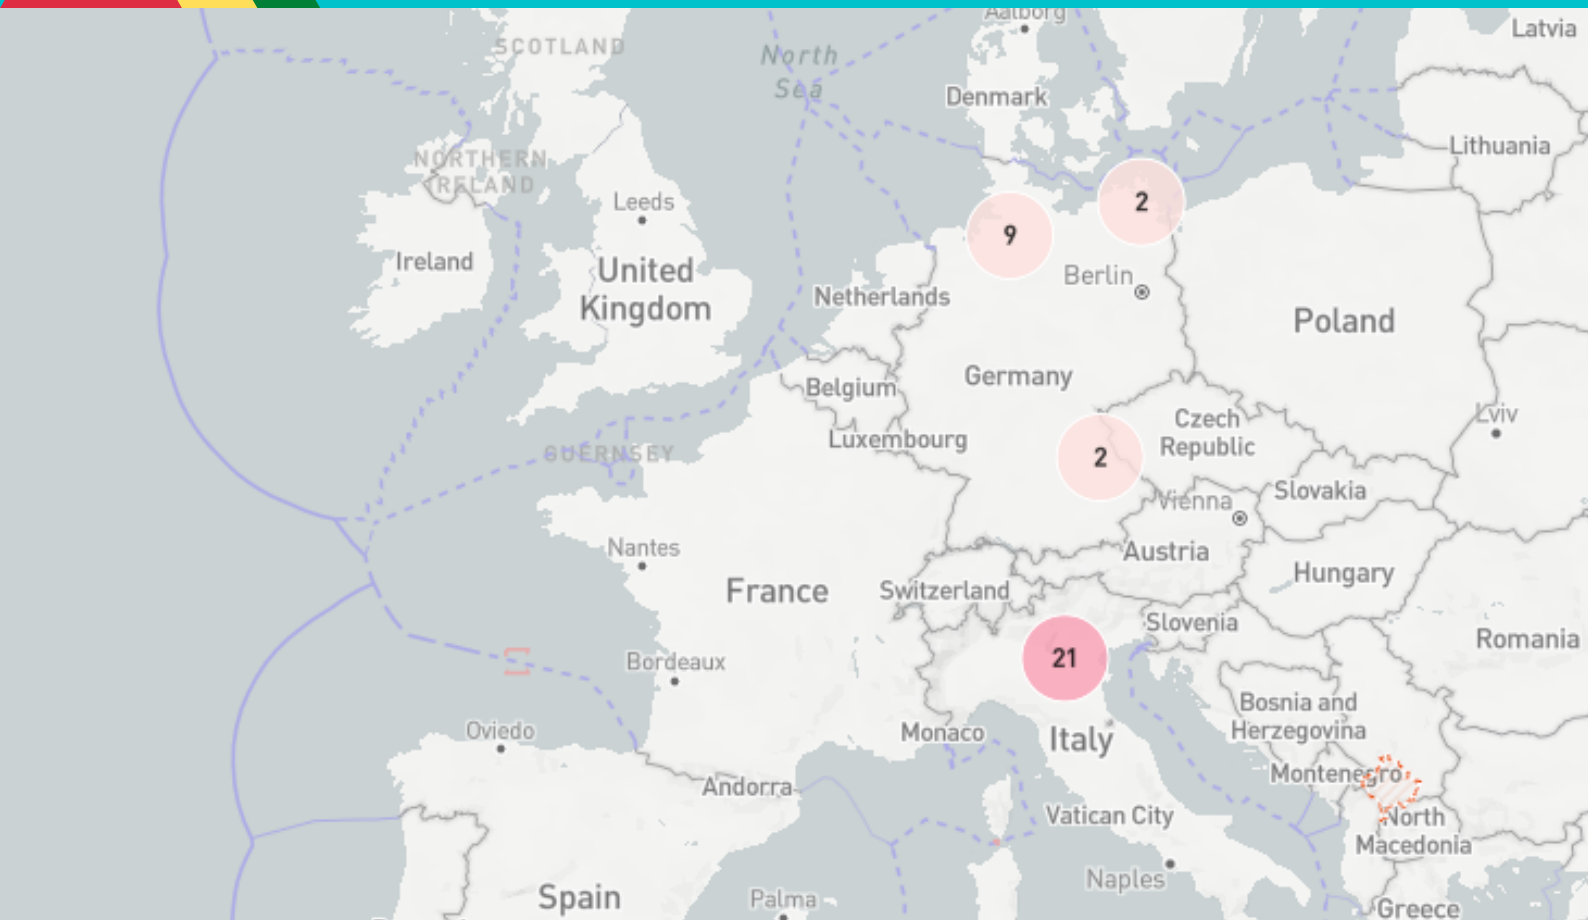 Aalborg
Latvia
SCOTLAND
North
Sea
Denmark
Lithuania
NORTHERN
IRELAND
Leeds
2
9
Ireland
United
Kingdom
Berlin
Netherlands
Poland
Germany
Belgium
Czech
Republic
Lviv
Luxembourg
GUERNSEY
2
Slovakia
Vienna
Nantes
Austria
Hungary
France
Switzerland
Slovenia
Romania
21
Bordeaux
Bosnia and
Herzegovina
Oviedo
Monaco
Italy
Montenegro
Andorra
Vatican City
North
Macedonia
Naples
Spain
Palma
Greece